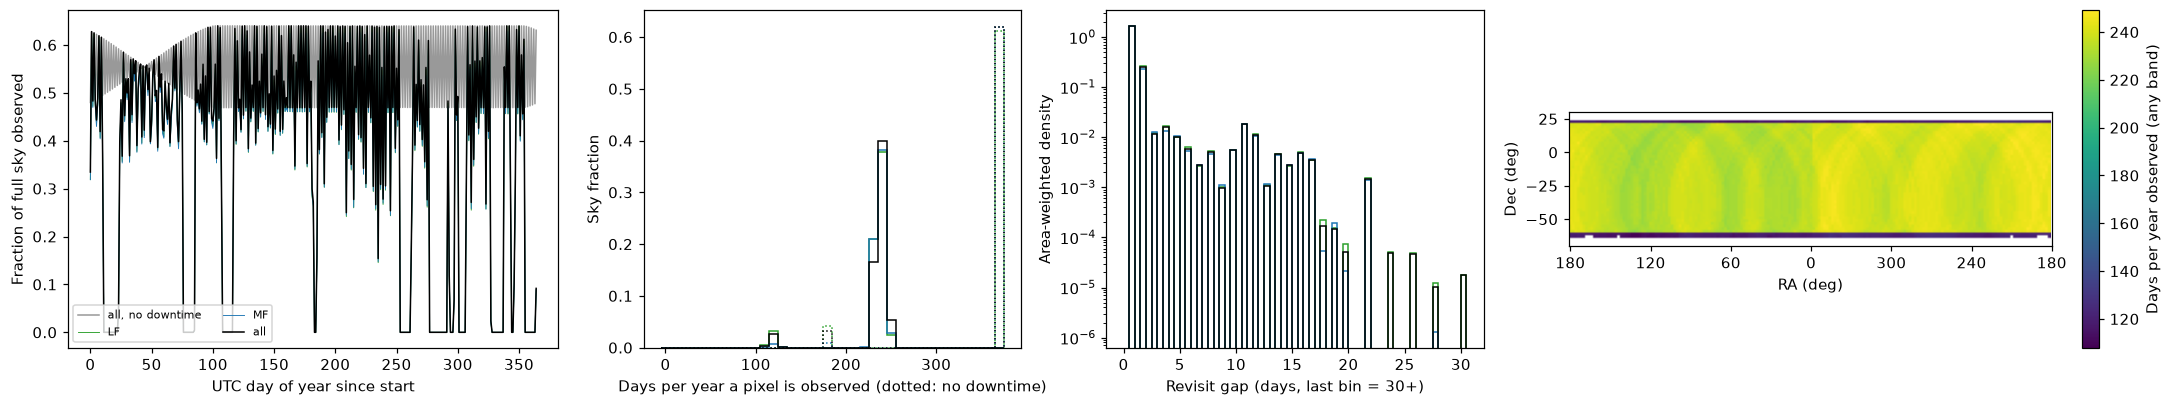 Fraction of full sky observed
0.6
0.5
0.4
0.3
0.2
0.1
0.0
all, no downtime
LF
MF
all
0 50 100 150 200 250 300 350
UTC day of year since start
Sky fraction
0.6
0.5
0.4
0.3
0.2
0.1
0.0
100 200 300
Days per year a pixel is observed (dotted: no downtime)
Area-weighted density
10^0
10^-1
10^-2
10^-3
10^-4
10^-5
10^-6
0 5 10 15 20 25 30
Revisit gap (days, last bin = 30+)
Dec (deg)
25
0
−25
−50
180 120 60 0 300 240 180
RA (deg)
240
220
200
180
160
140
120
Days per year observed (any band)